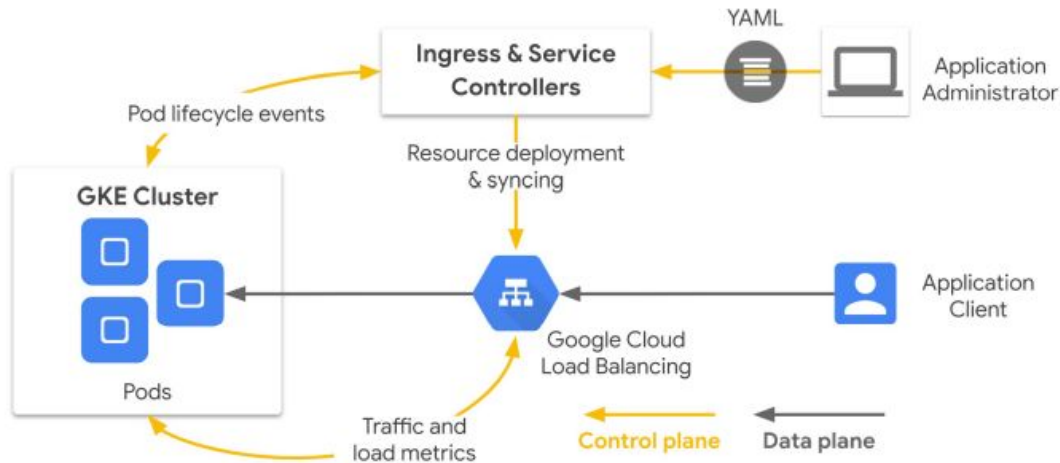 YAML
Ingress & Service
Controllers
Application
Administrator
Pod lifecycle events
Resource deployment
& syncing
GKE Cluster
Application
Client
Google Cloud
Load Balancing
Pods
Traffic and
load metrics
Control plane
Data plane